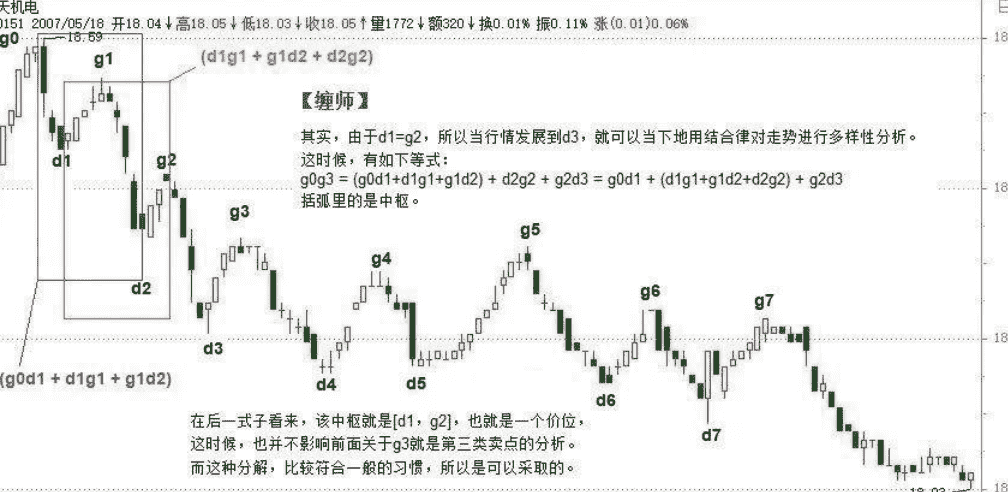 天机电
0151 2007/05/18 开18.04↓高18.05↓低18.03↓收18.05↑量1772↓额320↓换0.01% 振0.11% 涨(0.01)0.06%
g0
18.59
g1
(d1g1 + g1d2 + d2g2)
18
【缠师】
其实，由于d1=g2，所以当行情发展到d3，就可以当下地用结合律对走势进行多样性分析。
d1
g2
这时候，有如下等式：
g0g3 = (g0d1+d1g1+g1d2) + d2g2 + g2d3 = g0d1 + (d1g1+g1d2+d2g2) + g2d3
18
括弧里的是中枢。
g3
g5
g4
d2
g6
g7
d3
18
(g0d1 + d1g1 + g1d2)
d4
d5
d6
在后一式子看来，该中枢就是[d1，g2]，也就是一个价位，
d7
这时候，也并不影响前面关于g3就是第三类卖点的分析。
而这种分解，比较符合一般的习惯，所以是可以采取的。
18